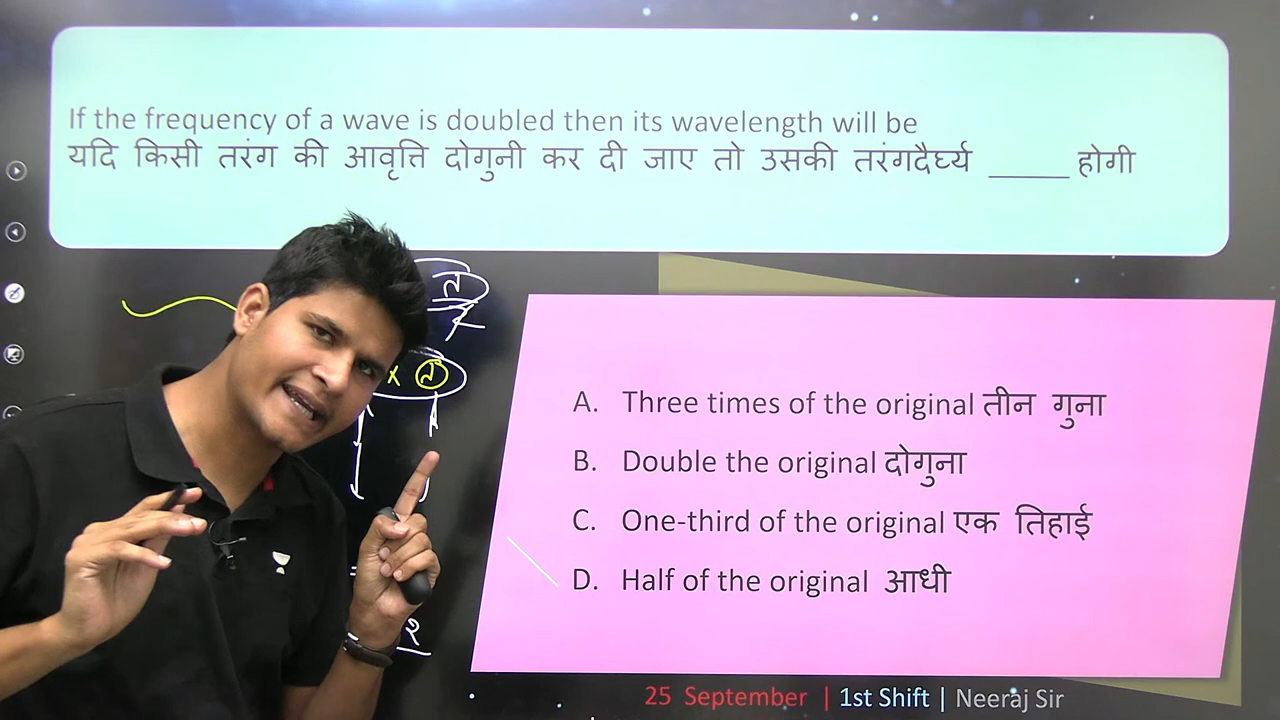 If the frequency of a wave is doubled then its wavelength will be
यदि किसी तरंग की आवृत्ति दोगुनी कर दी जाए तो उसकी तरंगदैर्घ्य _____ होगी
A. Three times of the original तीन गुना
B. Double the original दोगुना
C. One-third of the original एक तिहाई
D. Half of the original आधी
25 September | 1st Shift | Neeraj Sir